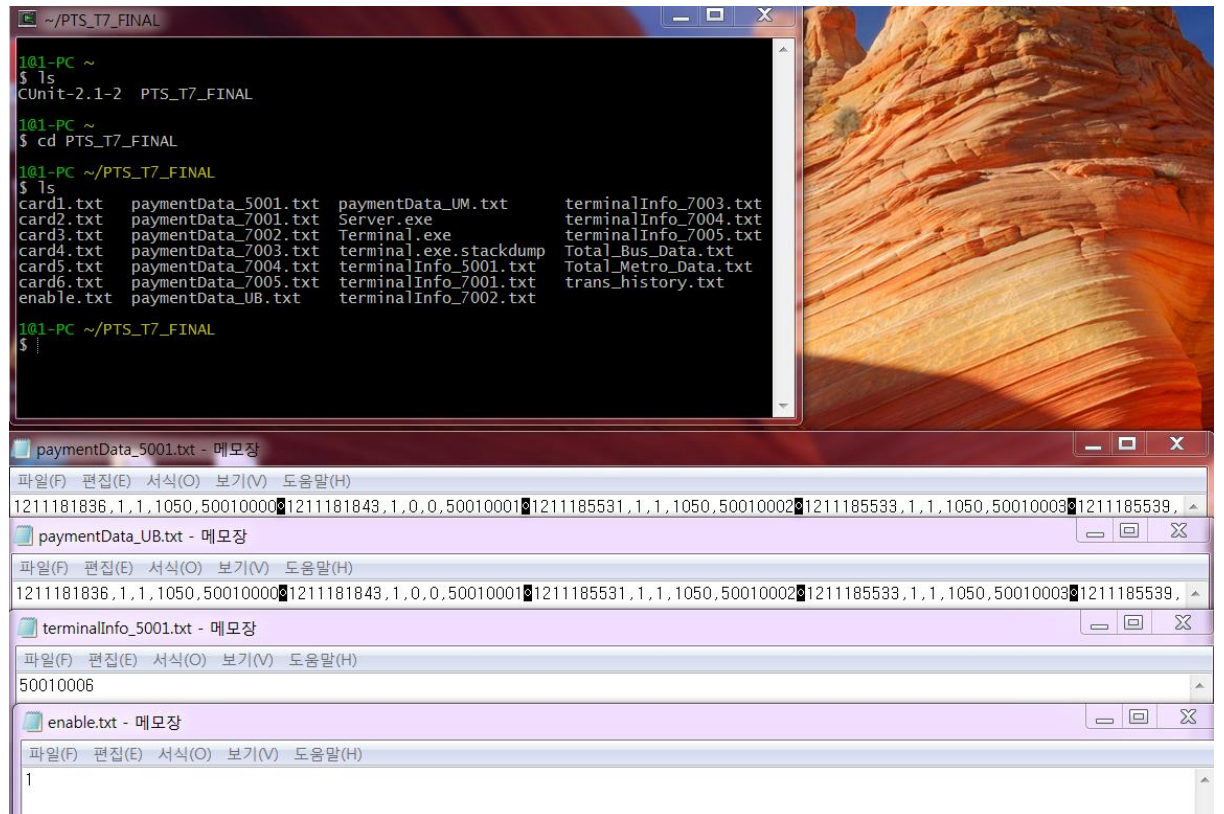 ~/PTS_T7_FINAL
1@1-PC ~
$ ls
CUnit-2.1-2 PTS_T7_FINAL
1@1-PC ~
$ cd PTS_T7_FINAL
1@1-PC ~/PTS_T7_FINAL
$ ls
card1.txt paymentData_5001.txt paymentData_UM.txt terminalInfo_7003.txt
card2.txt paymentData_7001.txt Server.exe terminalInfo_7004.txt
card3.txt paymentData_7002.txt Terminal.exe terminalInfo_7005.txt
card4.txt paymentData_7003.txt terminal.exe.stackdump Total_Bus_Data.txt
card5.txt paymentData_7004.txt terminalInfo_5001.txt Total_Metro_Data.txt
card6.txt paymentData_7005.txt terminalInfo_7001.txt trans_history.txt
enable.txt paymentData_UB.txt terminalInfo_7002.txt
1@1-PC ~/PTS_T7_FINAL
$
paymentData_5001.txt - 메모장
파일(F) 편집(E) 서식(O) 보기(V) 도움말(H)
1211181836,1,1,1050,50010000◙1211181843,1,0,0,50010001◙1211185531,1,1,1050,50010002◙1211185533,1,1,1050,50010003◙1211185539,
paymentData_UB.txt - 메모장
파일(F) 편집(E) 서식(O) 보기(V) 도움말(H)
1211181836,1,1,1050,50010000◙1211181843,1,0,0,50010001◙1211185531,1,1,1050,50010002◙1211185533,1,1,1050,50010003◙1211185539,
terminalInfo_5001.txt - 메모장
파일(F) 편집(E) 서식(O) 보기(V) 도움말(H)
50010006
enable.txt - 메모장
파일(F) 편집(E) 서식(O) 보기(V) 도움말(H)
1